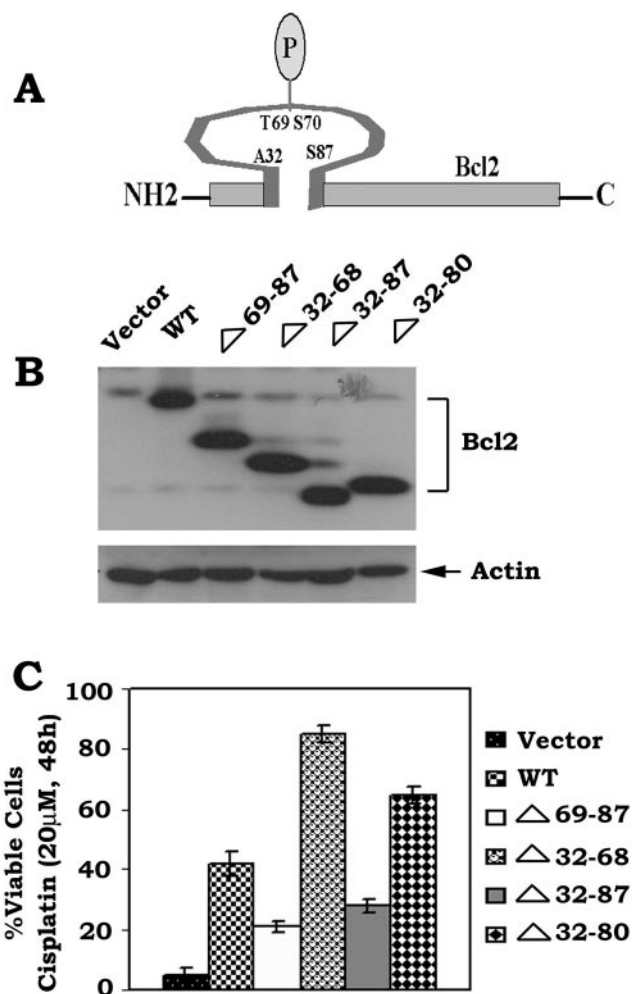 A
P
T69 S70
A32
S87
Bcl2
NH2
C
Vector
WT
△69-87
△32-68
△32-87
△32-80
B
Bcl2
Actin
C
%Viable Cells
Cisplatin (20μM, 48h)
100
80
60
40
20
0
Vector
WT
△ 69-87
△ 32-68
△ 32-87
△ 32-80